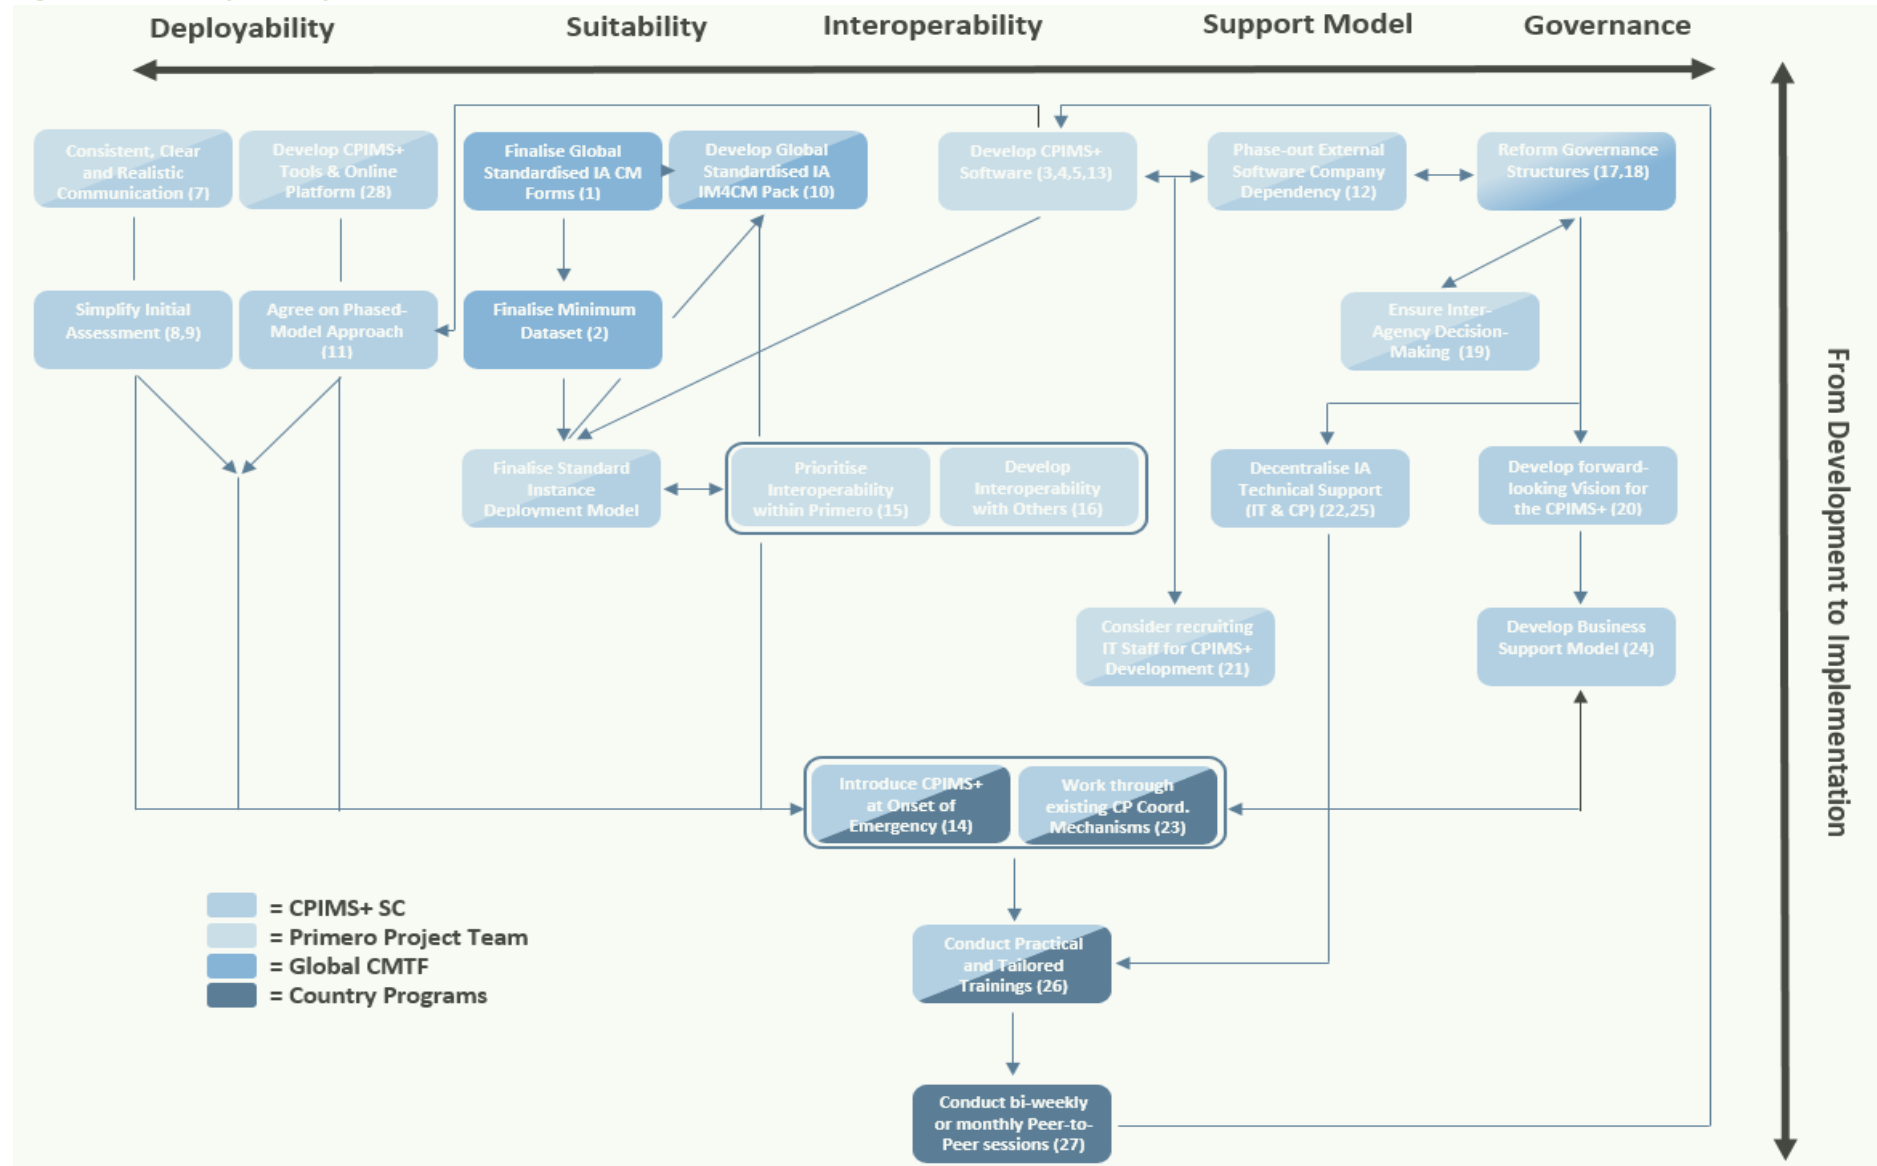 Deployability
Suitability
Interoperability
Support Model
Governance
Consistent, Clear
and Realistic
Communication (7)
Develop CPIMS+
Tools & Online
Platform (28)
Finalise Global
Standardised IA CM
Forms (1)
Develop Global
Standardised IA
IM4CM Pack (10)
Develop CPIMS+
Software (3,4,5,13)
Phase-out External
Software Company
Dependency (12)
Reform Governance
Structures (17,18)
Simplify Initial
Assessment (8,9)
Agree on Phased-
Model Approach
(11)
Finalise Minimum
Dataset (2)
Ensure Inter-
Agency Decision-
Making (19)
Finalise Standard
Instance
Deployment Model
Prioritise
Interoperability
within Primero (15)
Develop
Interoperability
with Others (16)
Decentralise IA
Technical Support
(IT & CP) (22,25)
Develop forward-
looking Vision for
the CPIMS+ (20)
Consider recruiting
IT Staff for CPIMS+
Development (21)
Develop Business
Support Model (24)
Introduce CPIMS+
at Onset of
Emergency (14)
Work through
existing CP Coord.
Mechanisms (23)
Conduct Practical
and Tailored
Trainings (26)
Conduct bi-weekly
or monthly Peer-to-
Peer sessions (27)
= CPIMS+ SC
= Primero Project Team
= Global CMTF
= Country Programs
From Development to Implementation